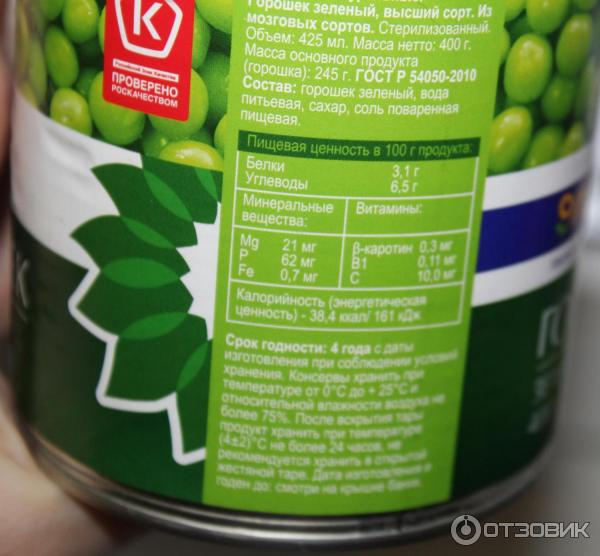 К
Российский Знак Качества
ПРОВЕРЕНО
РОСКАЧЕСТВОМ
Горошек зеленый, высший сорт. Из
мозговых сортов. Стерилизованный.
Объем: 425 мл. Масса нетто: 400 г.
Масса основного продукта
(горошка): 245 г. ГОСТ Р 54050-2010
Состав: горошек зеленый, вода
питьевая, сахар, соль поваренная
пищевая.
Пищевая ценность в 100 г продукта:
Белки 3,1 г
Углеводы 6,5 г
Минеральные
вещества:
Mg 21 мг
P 62 мг
Fe 0,7 мг
Витамины:
β-каротин 0,3 мг
B1 0,11 мг
C 10,0 мг
Калорийность (энергетическая
ценность) - 38,4 ккал/ 161 кДж
Срок годности: 4 года с даты
изготовления при соблюдении условий
хранения. Консервы хранить при
температуре от 0°С до + 25°С и
относительной влажности воздуха не
более 75%. После вскрытия тары
продукт хранить при температуре
(4±2)°С не более 24 часов, не
рекомендуется хранить в открытой
жестяной таре. Дата изготовления и
годен до: смотри на крышке банки.
К
ГО
ОТЗОВИК